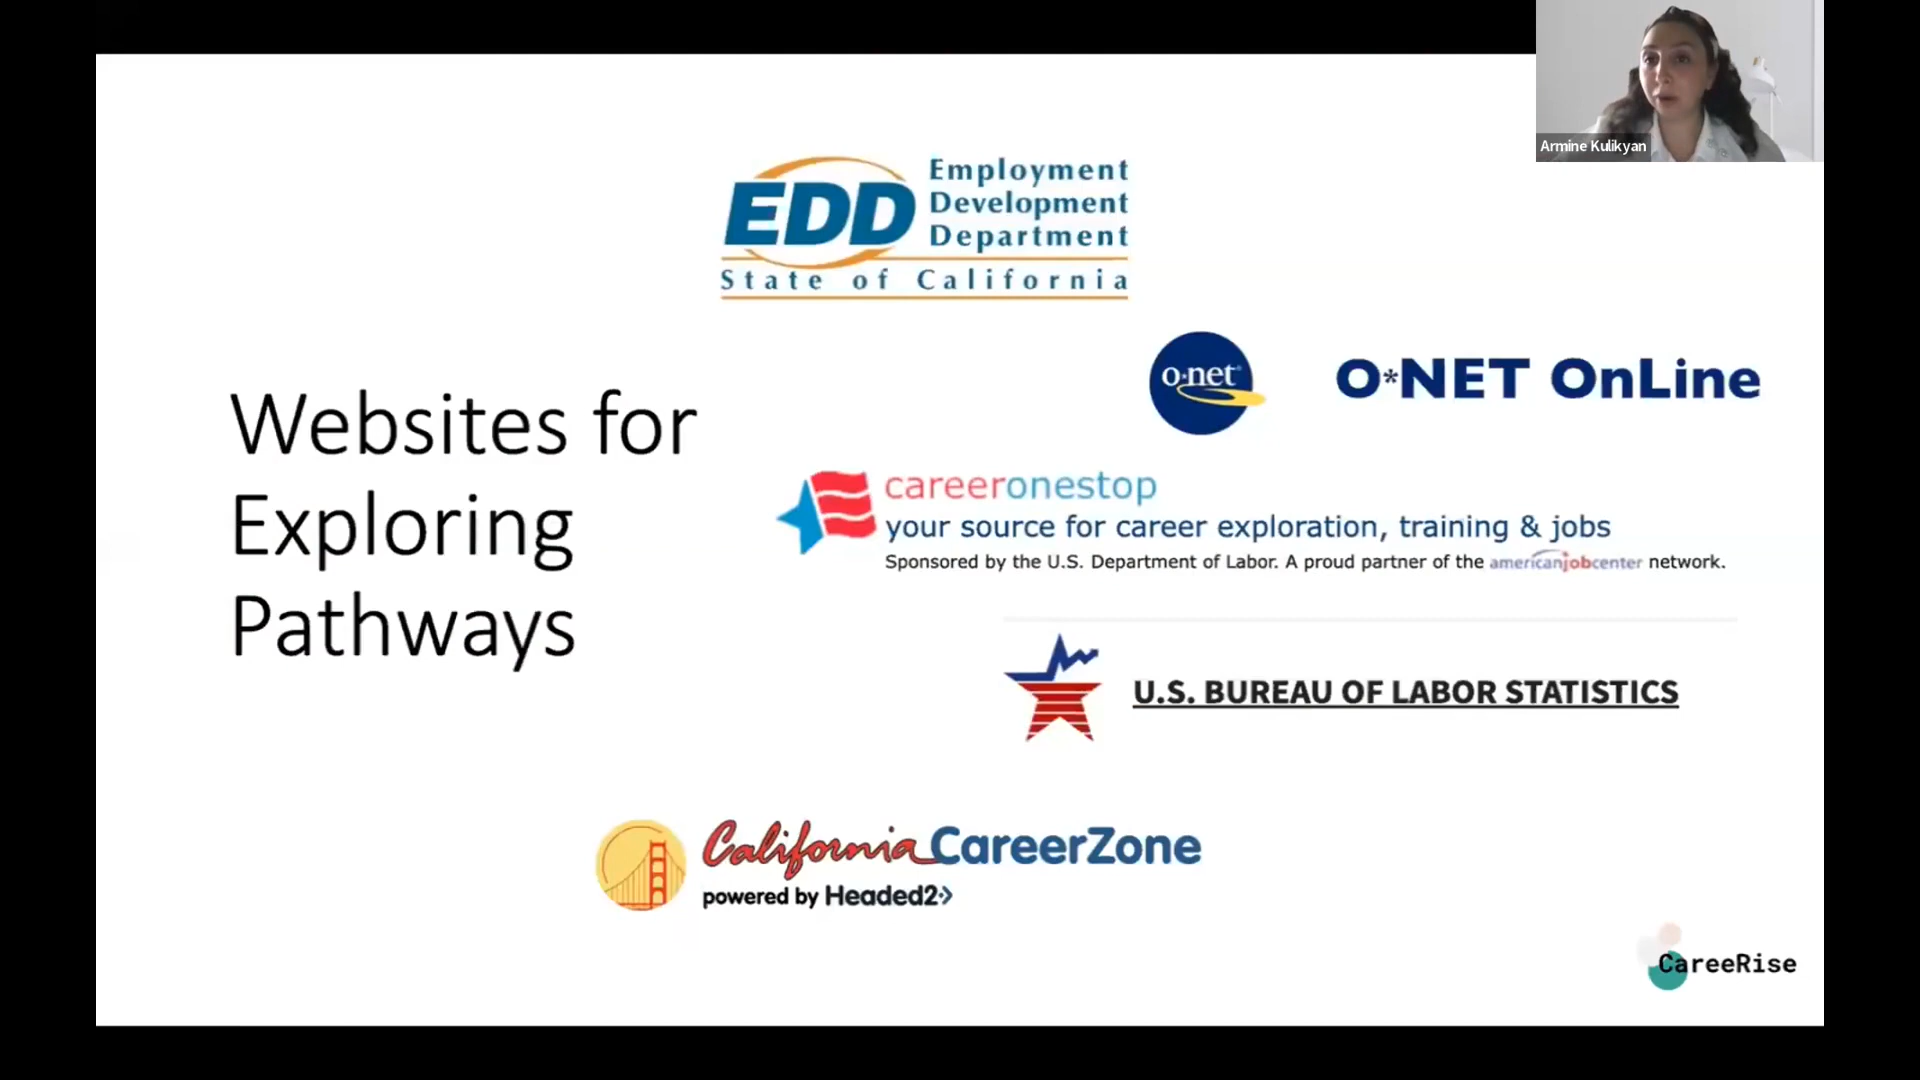 Armine Kulikyan
EDD
Employment
Development
Department
State of California
o·net
O*NET OnLine
Websites for
Exploring
Pathways
careeronestop
your source for career exploration, training & jobs
Sponsored by the U.S. Department of Labor. A proud partner of the americanjobcenter network.
U.S. BUREAU OF LABOR STATISTICS
California CareerZone
powered by Headed2
CareeRise